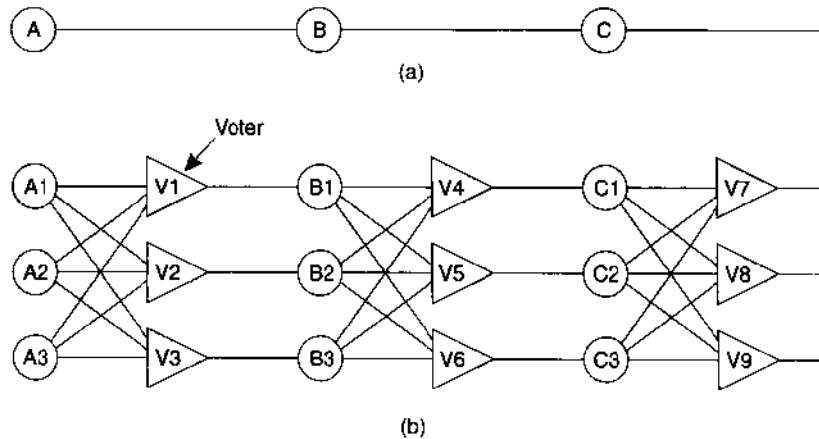 A B C
(a)
Voter
A1 V1 B1 V4 C1 V7
A2 V2 B2 V5 C2 V8
A3 V3 B3 V6 C3 V9
(b)